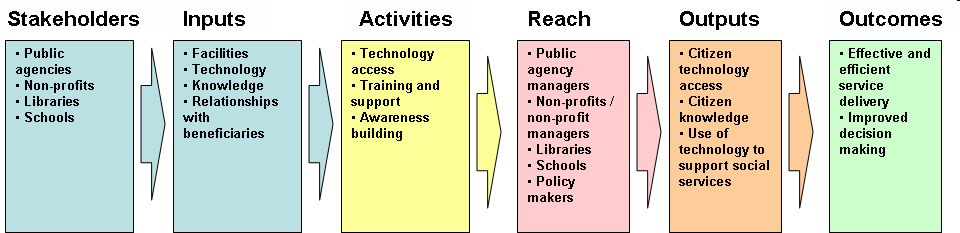 Stakeholders
• Public
agencies
• Non-profits
• Libraries
• Schools
Inputs
• Facilities
• Technology
• Knowledge
• Relationships
with
beneficiaries
Activities
• Technology
access
• Training and
support
• Awareness
building
Reach
• Public
agency
managers
• Non-profits /
non-profit
managers
• Libraries
• Schools
• Policy
makers
Outputs
• Citizen
technology
access
• Citizen
knowledge
• Use of
technology to
support social
services
Outcomes
• Effective and
efficient
service
delivery
• Improved
decision
making